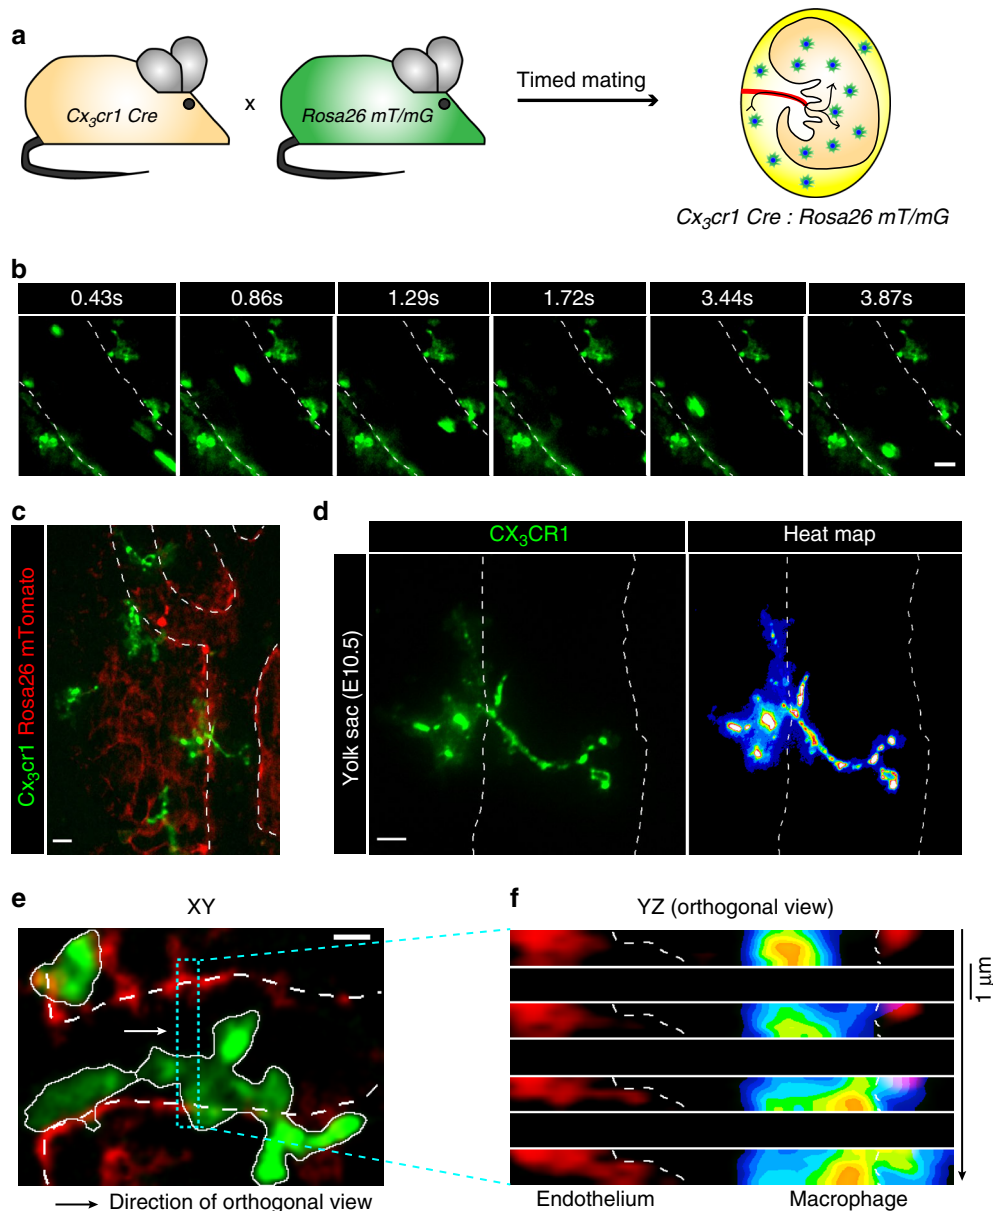 a
Cx3cr1 Cre
x
Rosa26 mT/mG
Timed mating
Cx3cr1 Cre : Rosa26 mT/mG
b
0.43s
0.86s
1.29s
1.72s
3.44s
3.87s
c
Cx3cr1 Rosa26 mTomato
d
CX3CR1
Heat map
Yolk sac (E10.5)
e
XY
Direction of orthogonal view
f
YZ (orthogonal view)
1 μm
Endothelium
Macrophage